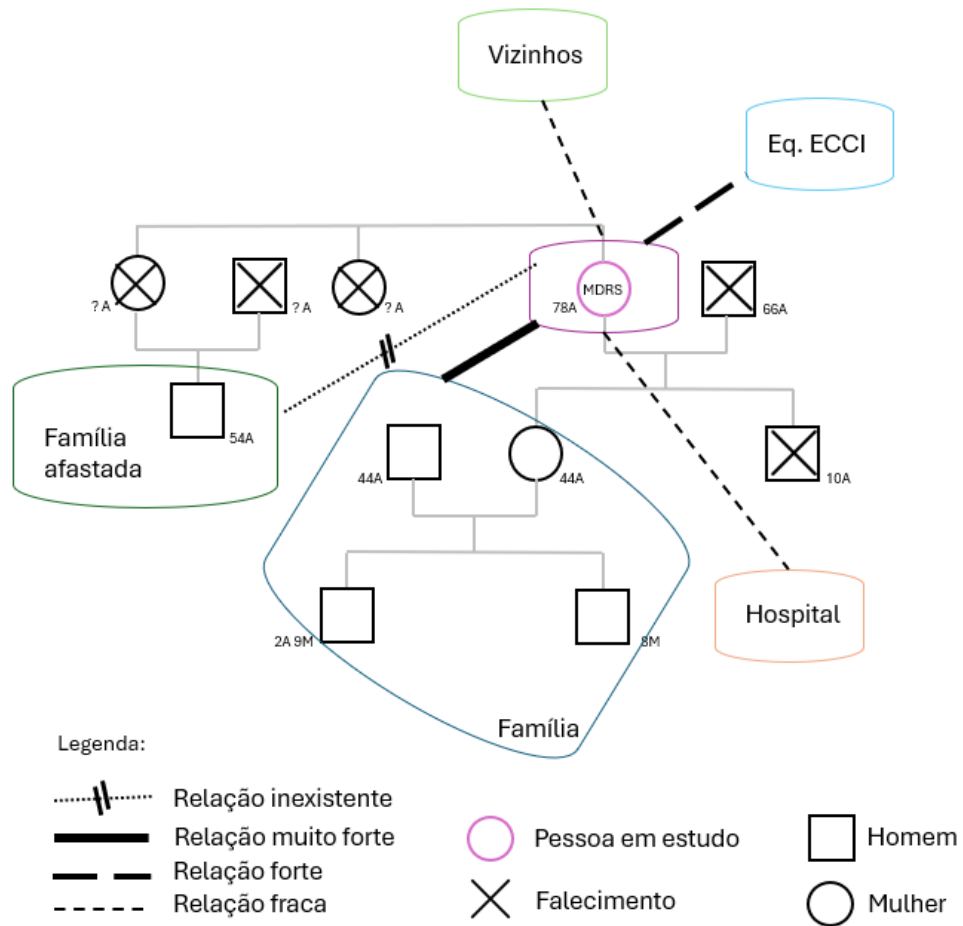 Vizinhos
Eq. ECCI
MDRS
? A
? A
? A
78A
66A
Família
afastada
54A
44A
44A
10A
2A 9M
8M
Hospital
Família
Legenda:
Relação inexistente
Relação muito forte
Relação forte
Relação fraca
Pessoa em estudo
Falecimento
Homem
Mulher